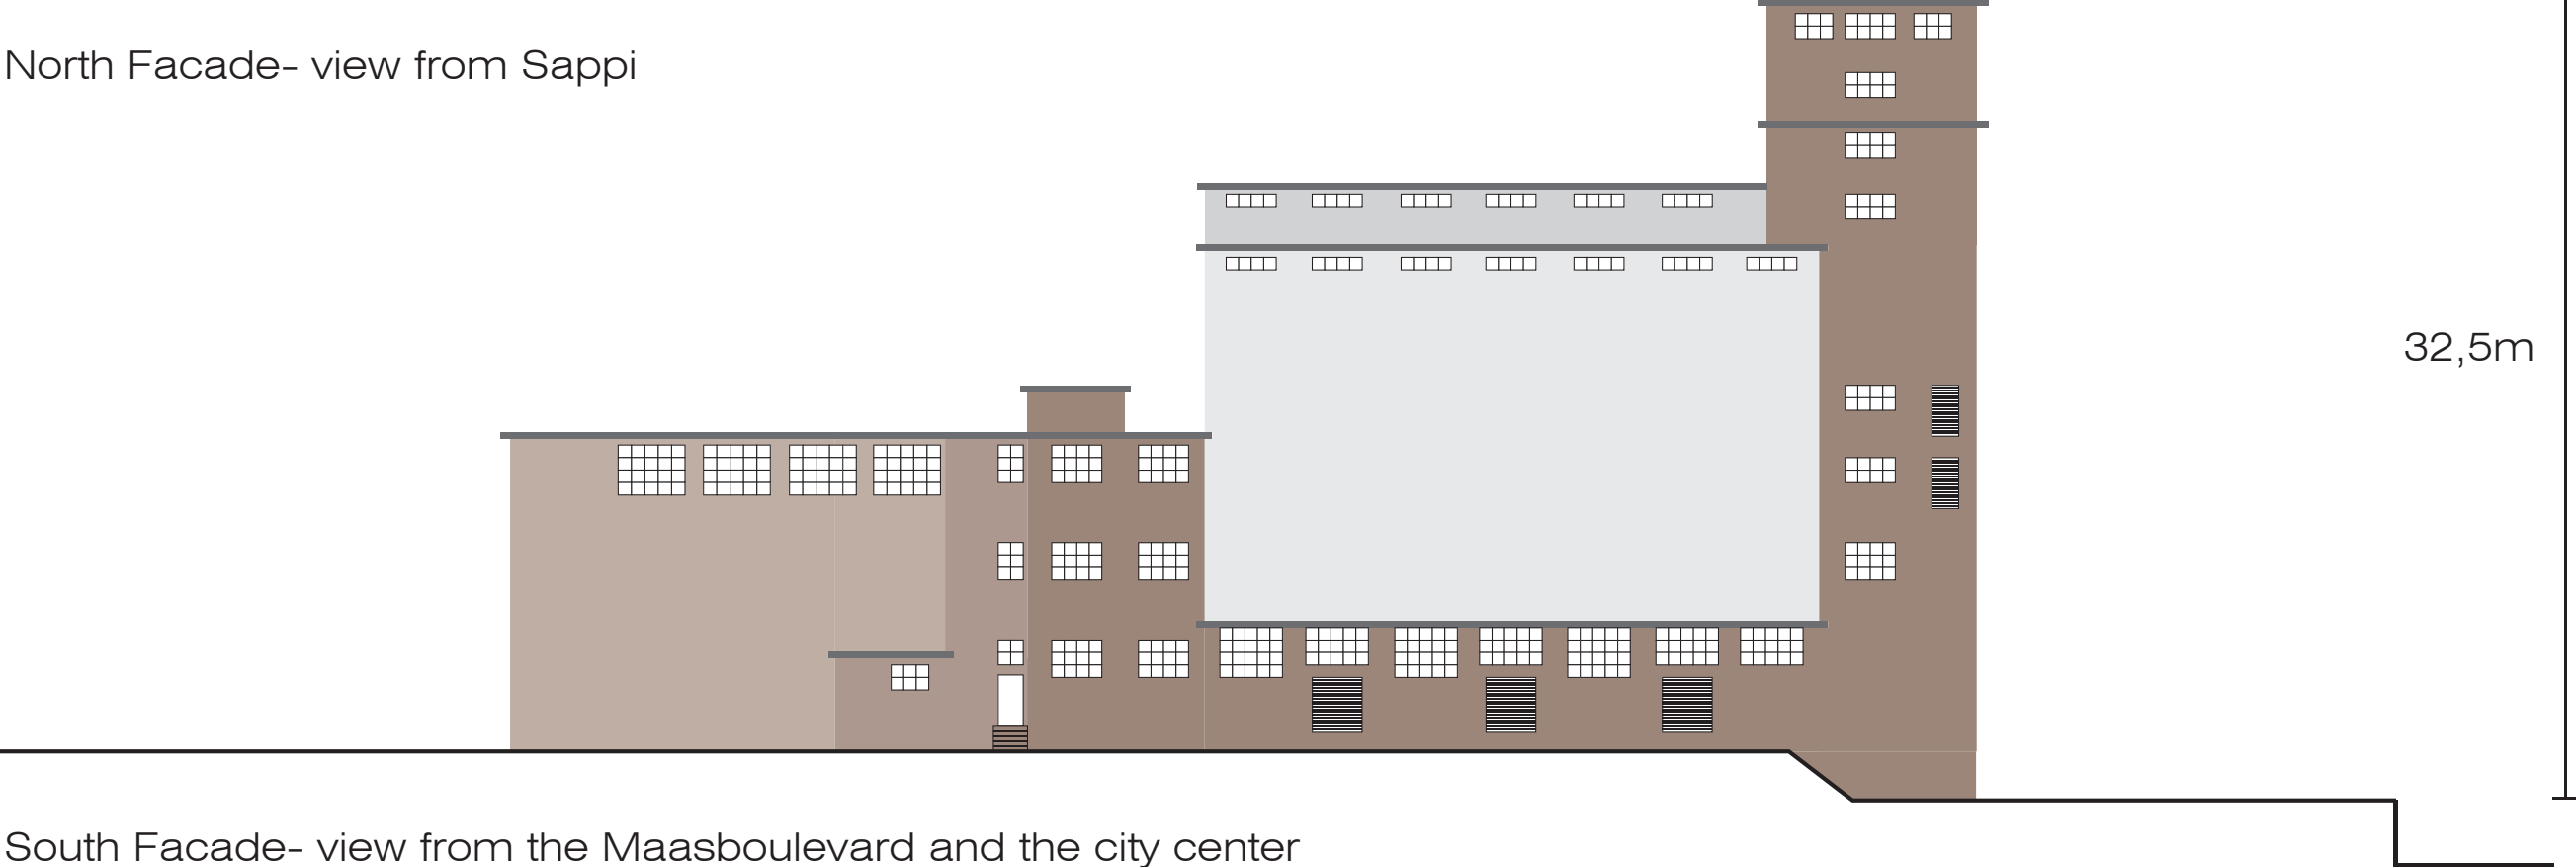 North Facade- view from Sappi
32,5m
South Facade- view from the Maasboulevard and the city center